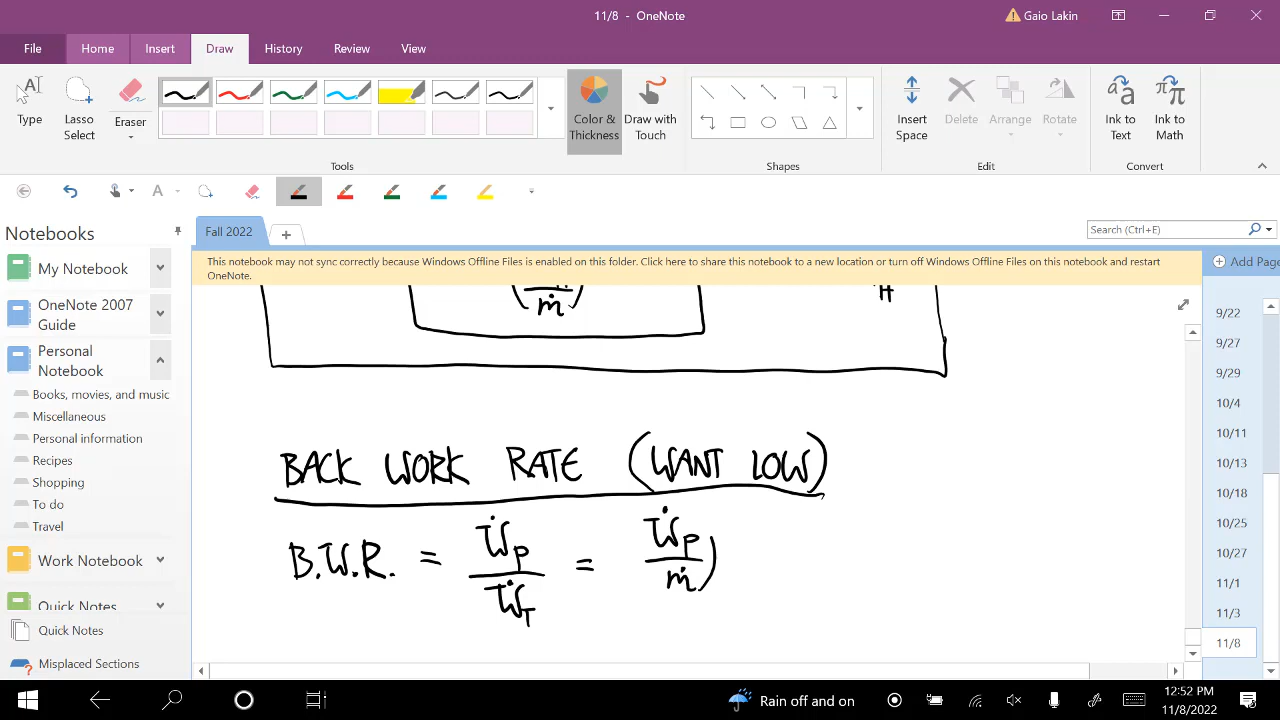 11/8 - OneNote
Gaio Lakin
File Home Insert Draw History Review View
Type
Lasso Select
Eraser
Color & Thickness
Draw with Touch
Insert Space
Delete
Arrange
Rotate
Ink to Text
Ink to Math
Tools
Shapes
Edit
Convert
Notebooks
Fall 2022
Search (Ctrl+E)
This notebook may not sync correctly because Windows Offline Files is enabled on this folder. Click here to share this notebook to a new location or turn off Windows Offline Files on this notebook and restart
OneNote.
Add Page
My Notebook
OneNote 2007
Guide
Personal
Notebook
Books, movies, and music
Miscellaneous
Personal information
Recipes
Shopping
To do
Travel
Work Notebook
Quick Notes
Quick Notes
Misplaced Sections
ṁ
BACK WORK RATE (WANT LOW)
B.W.R. = Ẇp / ẆT = Ẇp / ṁ)
9/22
9/27
9/29
10/4
10/11
10/13
10/18
10/25
10/27
11/1
11/3
11/8
Rain off and on
12:52 PM
11/8/2022